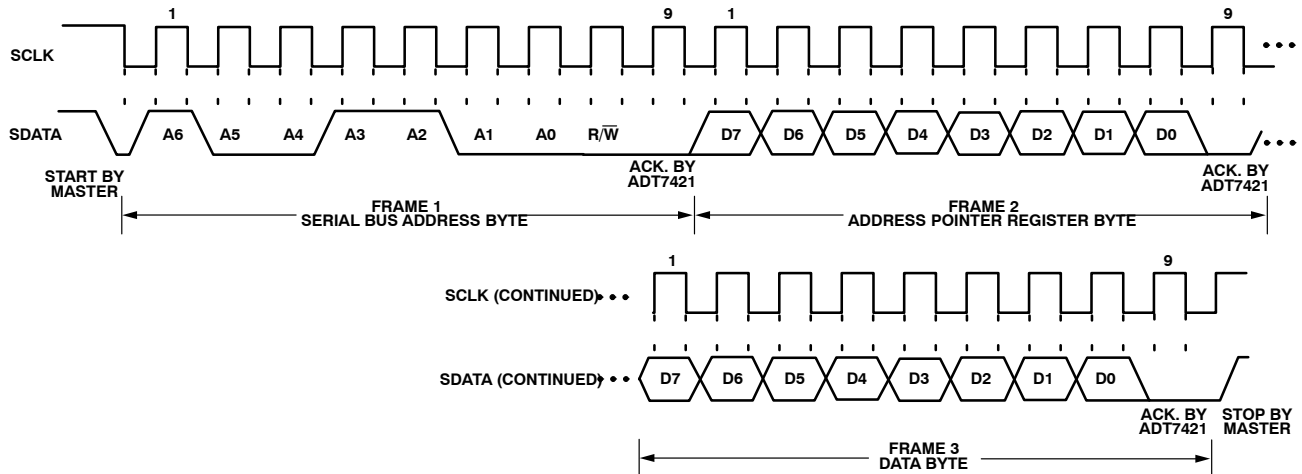 1 9 1 9
SCLK
SDATA A6 A5 A4 A3 A2 A1 A0 R/W̅ D7 D6 D5 D4 D3 D2 D1 D0
START BY
MASTER
ACK. BY
ADT7421
ACK. BY
ADT7421
FRAME 1
SERIAL BUS ADDRESS BYTE
FRAME 2
ADDRESS POINTER REGISTER BYTE
1 9
SCLK (CONTINUED)
SDATA (CONTINUED) D7 D6 D5 D4 D3 D2 D1 D0
ACK. BY
ADT7421
STOP BY
MASTER
FRAME 3
DATA BYTE